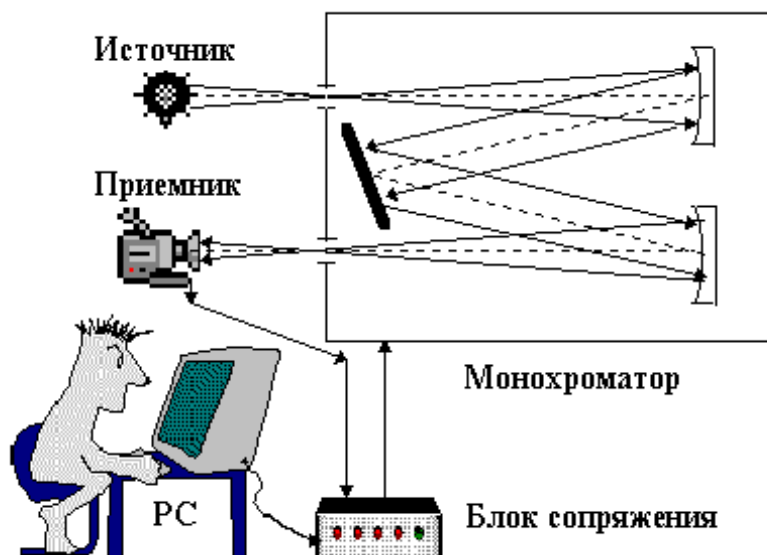 Источник
Приемник
Монохроматор
PC
Блок сопряжения